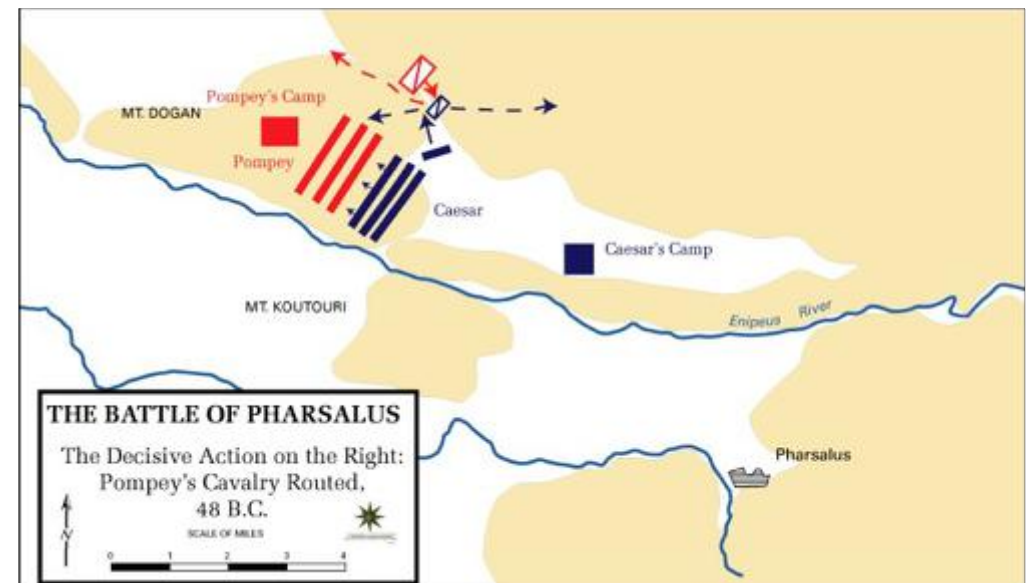 Pompey's Camp
MT. DOGAN
Pompey
Caesar
Caesar's Camp
MT. KOUTOURI
Enipeus River
Pharsalus
THE BATTLE OF PHARSALUS
The Decisive Action on the Right:
Pompey's Cavalry Routed,
48 B.C.
N
SCALE OF MILES
0 1 2 3 4